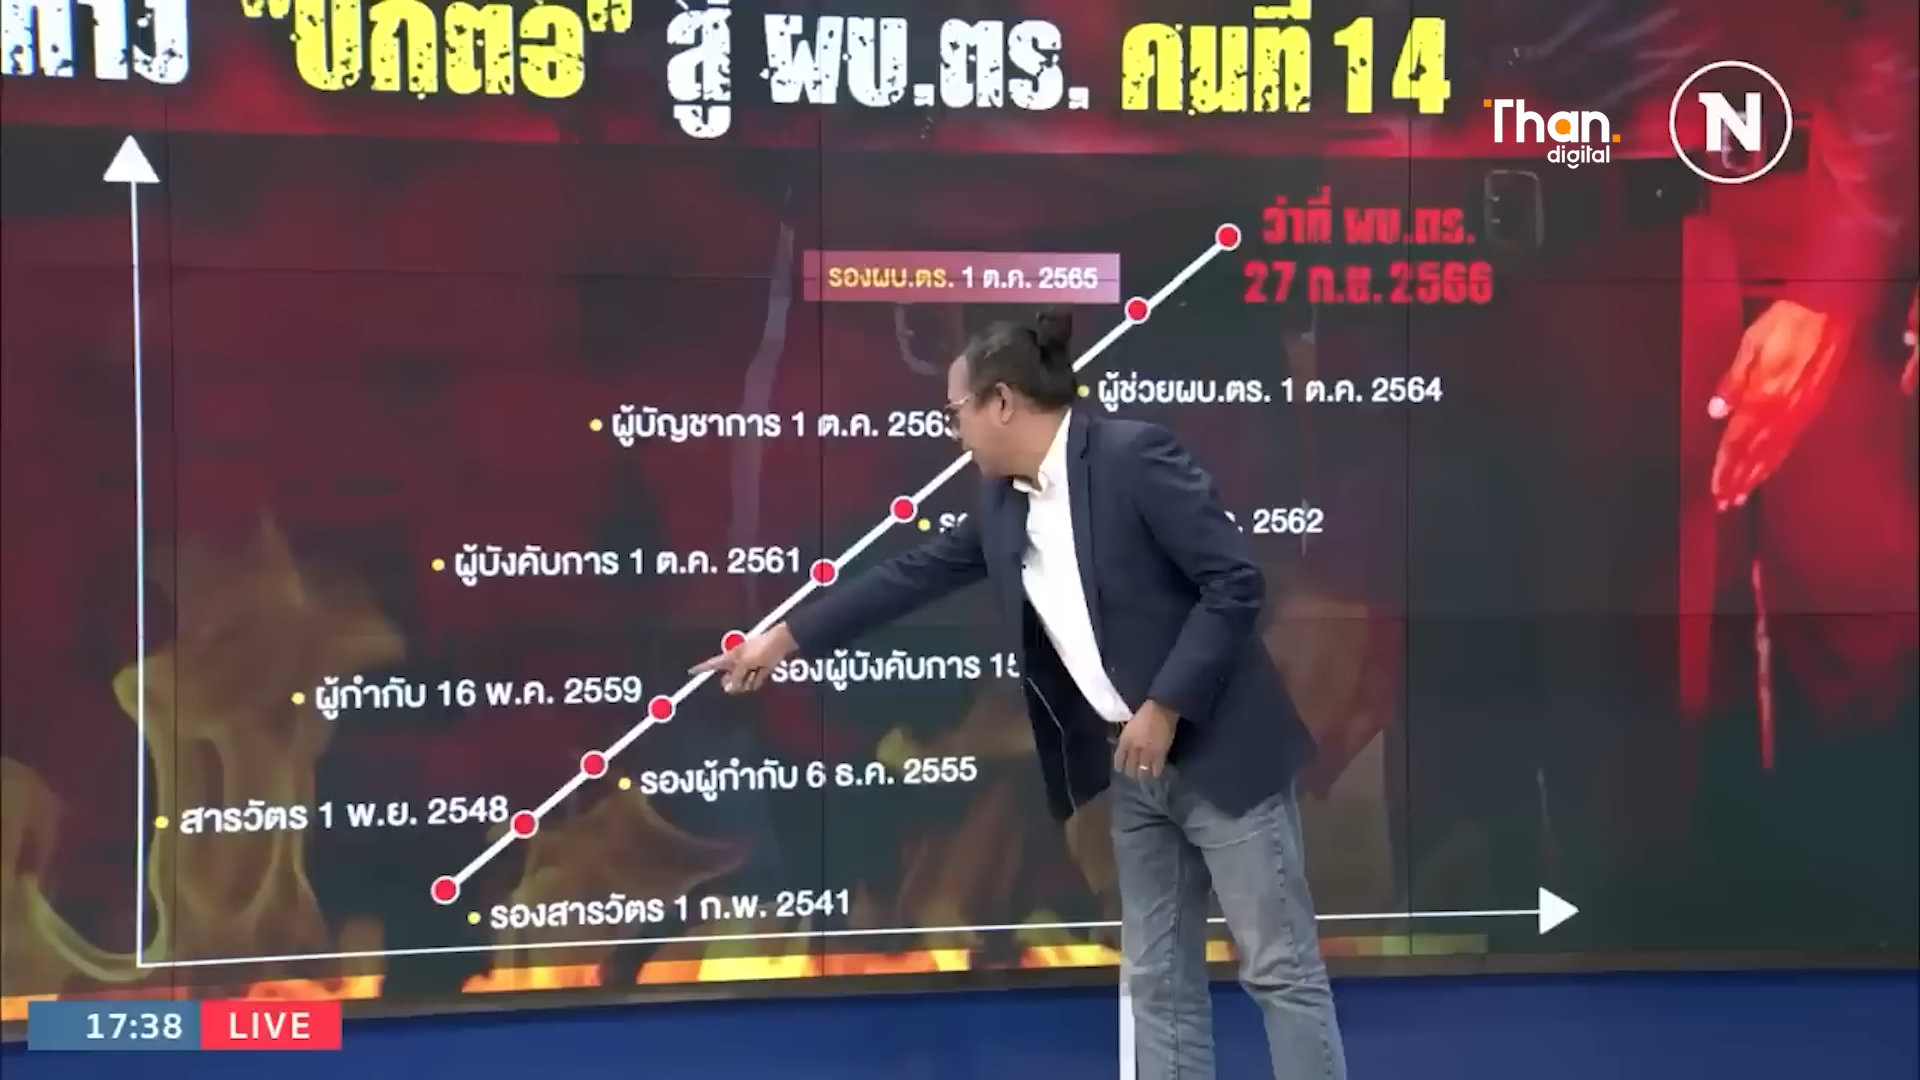 "บิ๊กต่อ" สู่ ผบ.ตร. คนที่ 14
Than.
digital
N
ว่าที่ ผบ.ตร.
27 ก.ย. 2566
รองผบ.ตร. 1 ต.ค. 2565
ผู้ช่วยผบ.ตร. 1 ต.ค. 2564
ผู้บัญชาการ 1 ต.ค.
2562
ผู้บังคับการ 1 ต.ค. 2561
รองผู้บังคับการ 15
ผู้กำกับ 16 พ.ค. 2559
รองผู้กำกับ 6 ธ.ค. 2555
สารวัตร 1 พ.ย. 2548
รองสารวัตร 1 ก.พ. 2541
17:38 LIVE